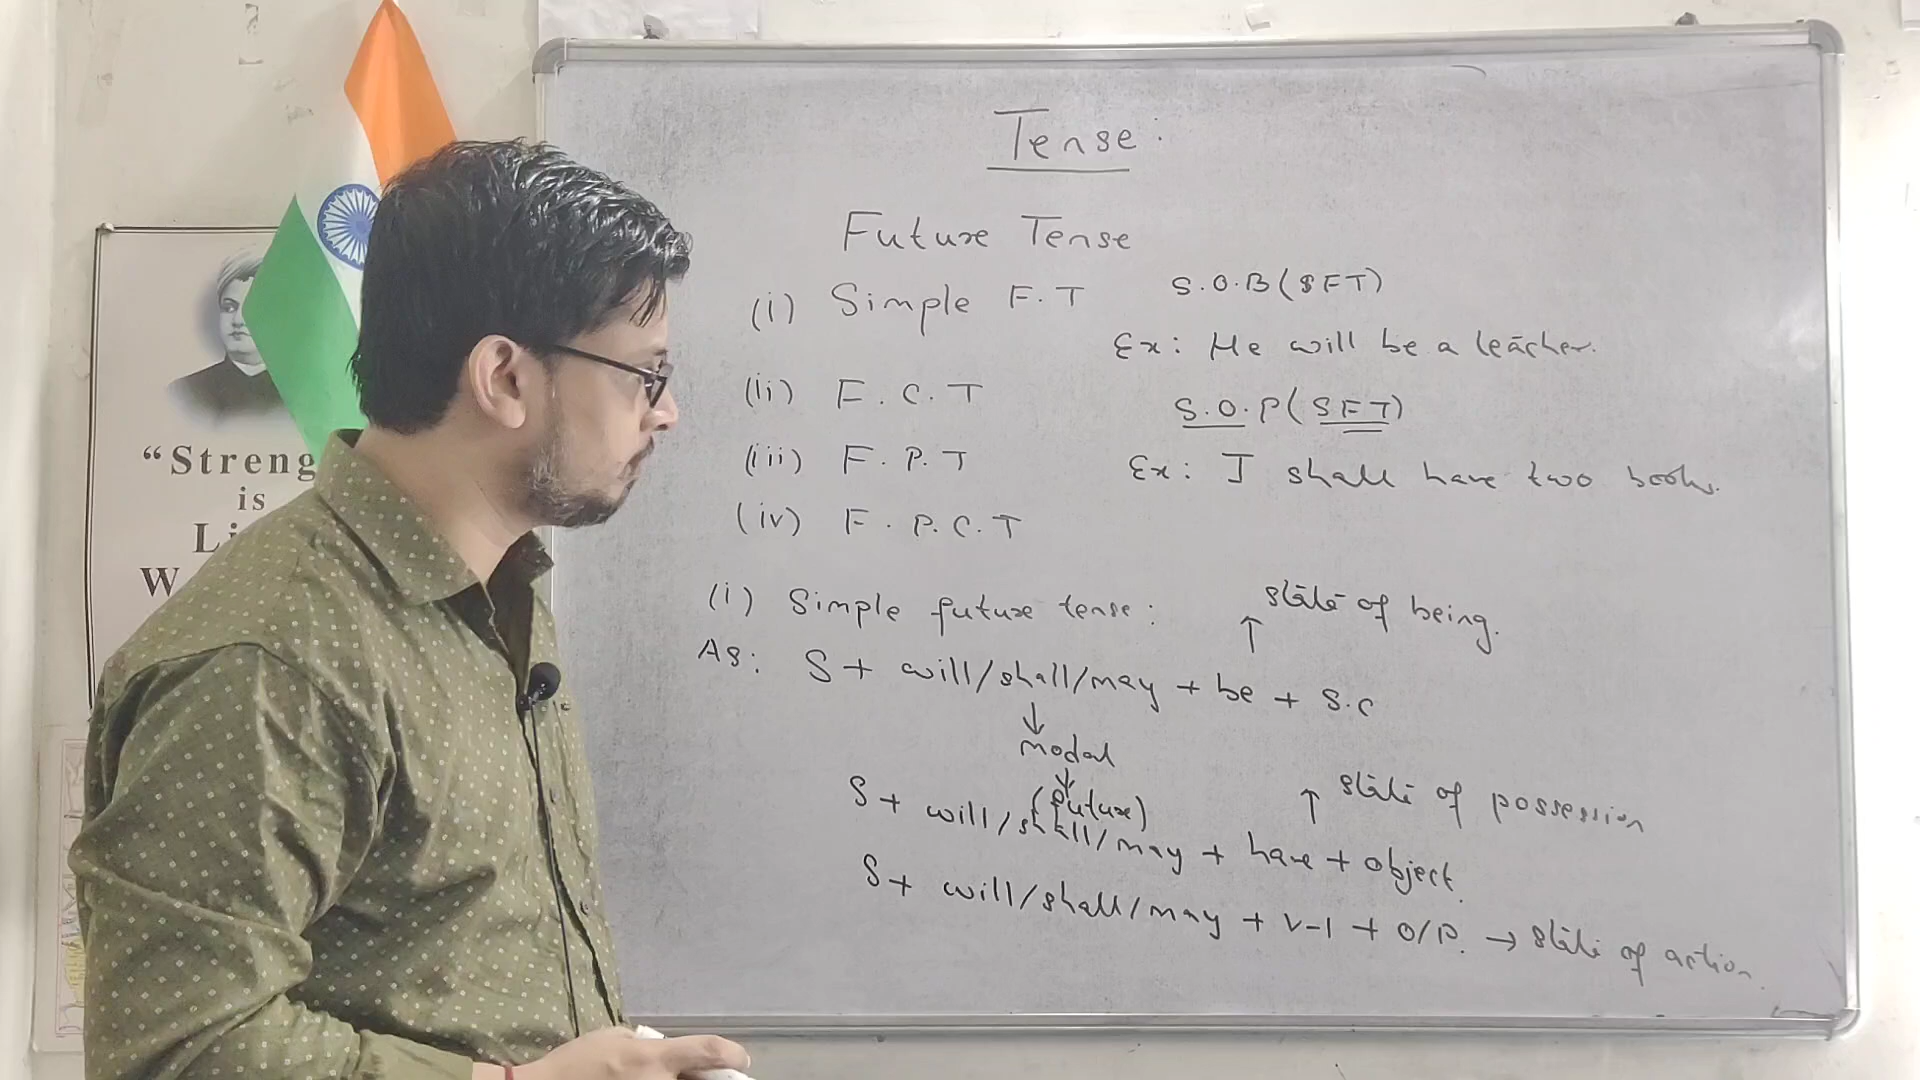 Tense:
Future Tense
(i) Simple F.T
S.O.B (SFT)
Ex: He will be a teacher.
(ii) F.C.T
S.O.P (SFT)
(iii) F.P.T
Ex: I shall have two books.
(iv) F.P.C.T
(i) Simple future tense:
state of being.
↑
As: S + will/shall/may + be + S.C
↓
modal
↓
(future)
↑ state of possession
S + will/shall/may + have + object.
S + will/shall/may + V-1 + O/P. → state of action
"Streng
is
Li
W